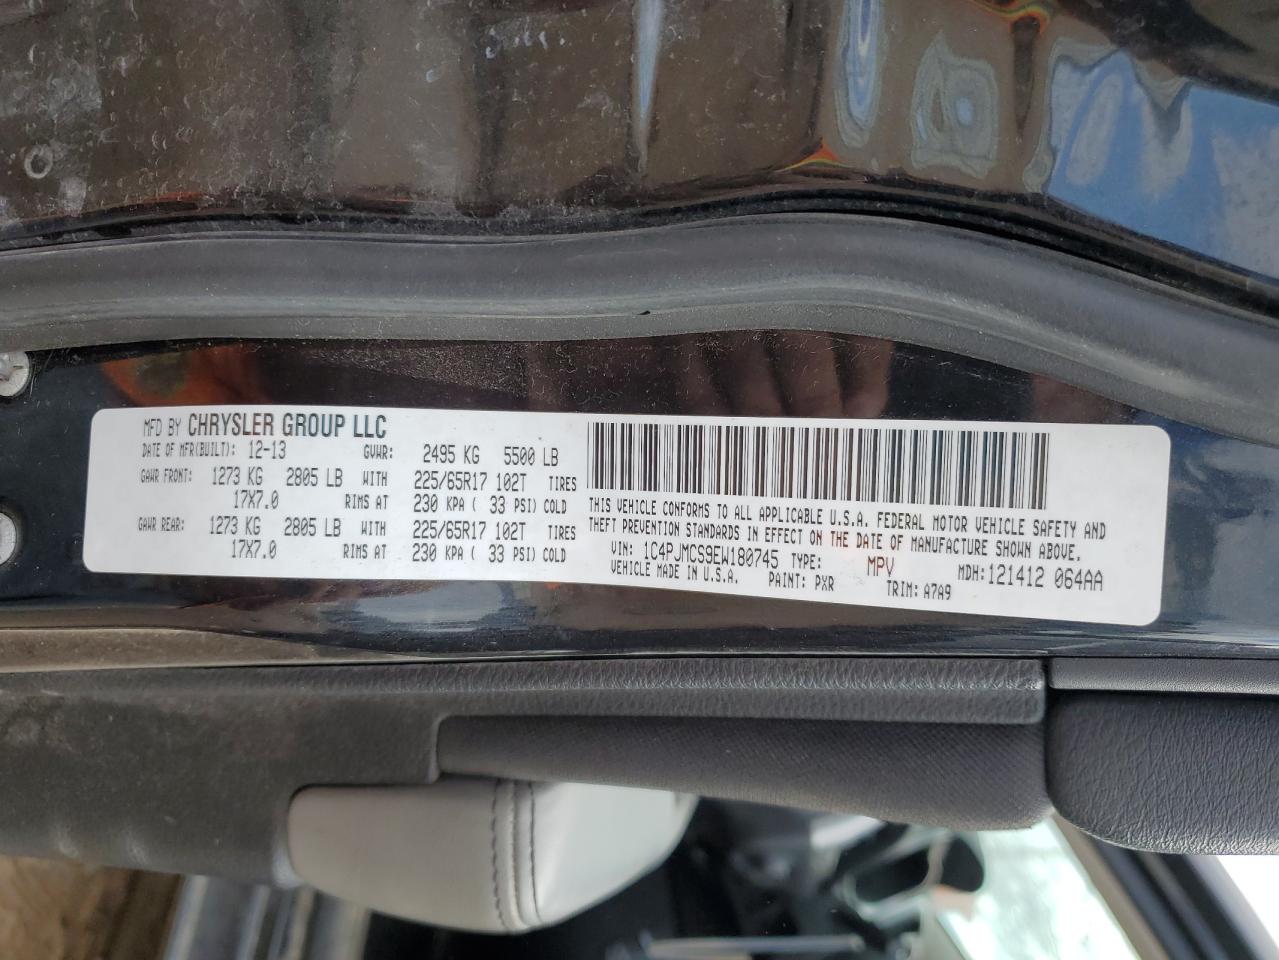 MFD BY CHRYSLER GROUP LLC
DATE OF MFR(BUILT): 12-13 GVWR: 2495 KG 5500 LB
GAWR FRONT: 1273 KG 2805 LB WITH 225/65R17 102T TIRES
17X7.0 RIMS AT 230 KPA ( 33 PSI) COLD
GAWR REAR: 1273 KG 2805 LB WITH 225/65R17 102T TIRES
17X7.0 RIMS AT 230 KPA ( 33 PSI) COLD
THIS VEHICLE CONFORMS TO ALL APPLICABLE U.S.A. FEDERAL MOTOR VEHICLE SAFETY AND
THEFT PREVENTION STANDARDS IN EFFECT ON THE DATE OF MANUFACTURE SHOWN ABOVE.
VIN: 1C4PJMCS9EW180745 TYPE: MPV MDH:121412 064AA
VEHICLE MADE IN U.S.A. PAINT: PXR TRIM: A7A9